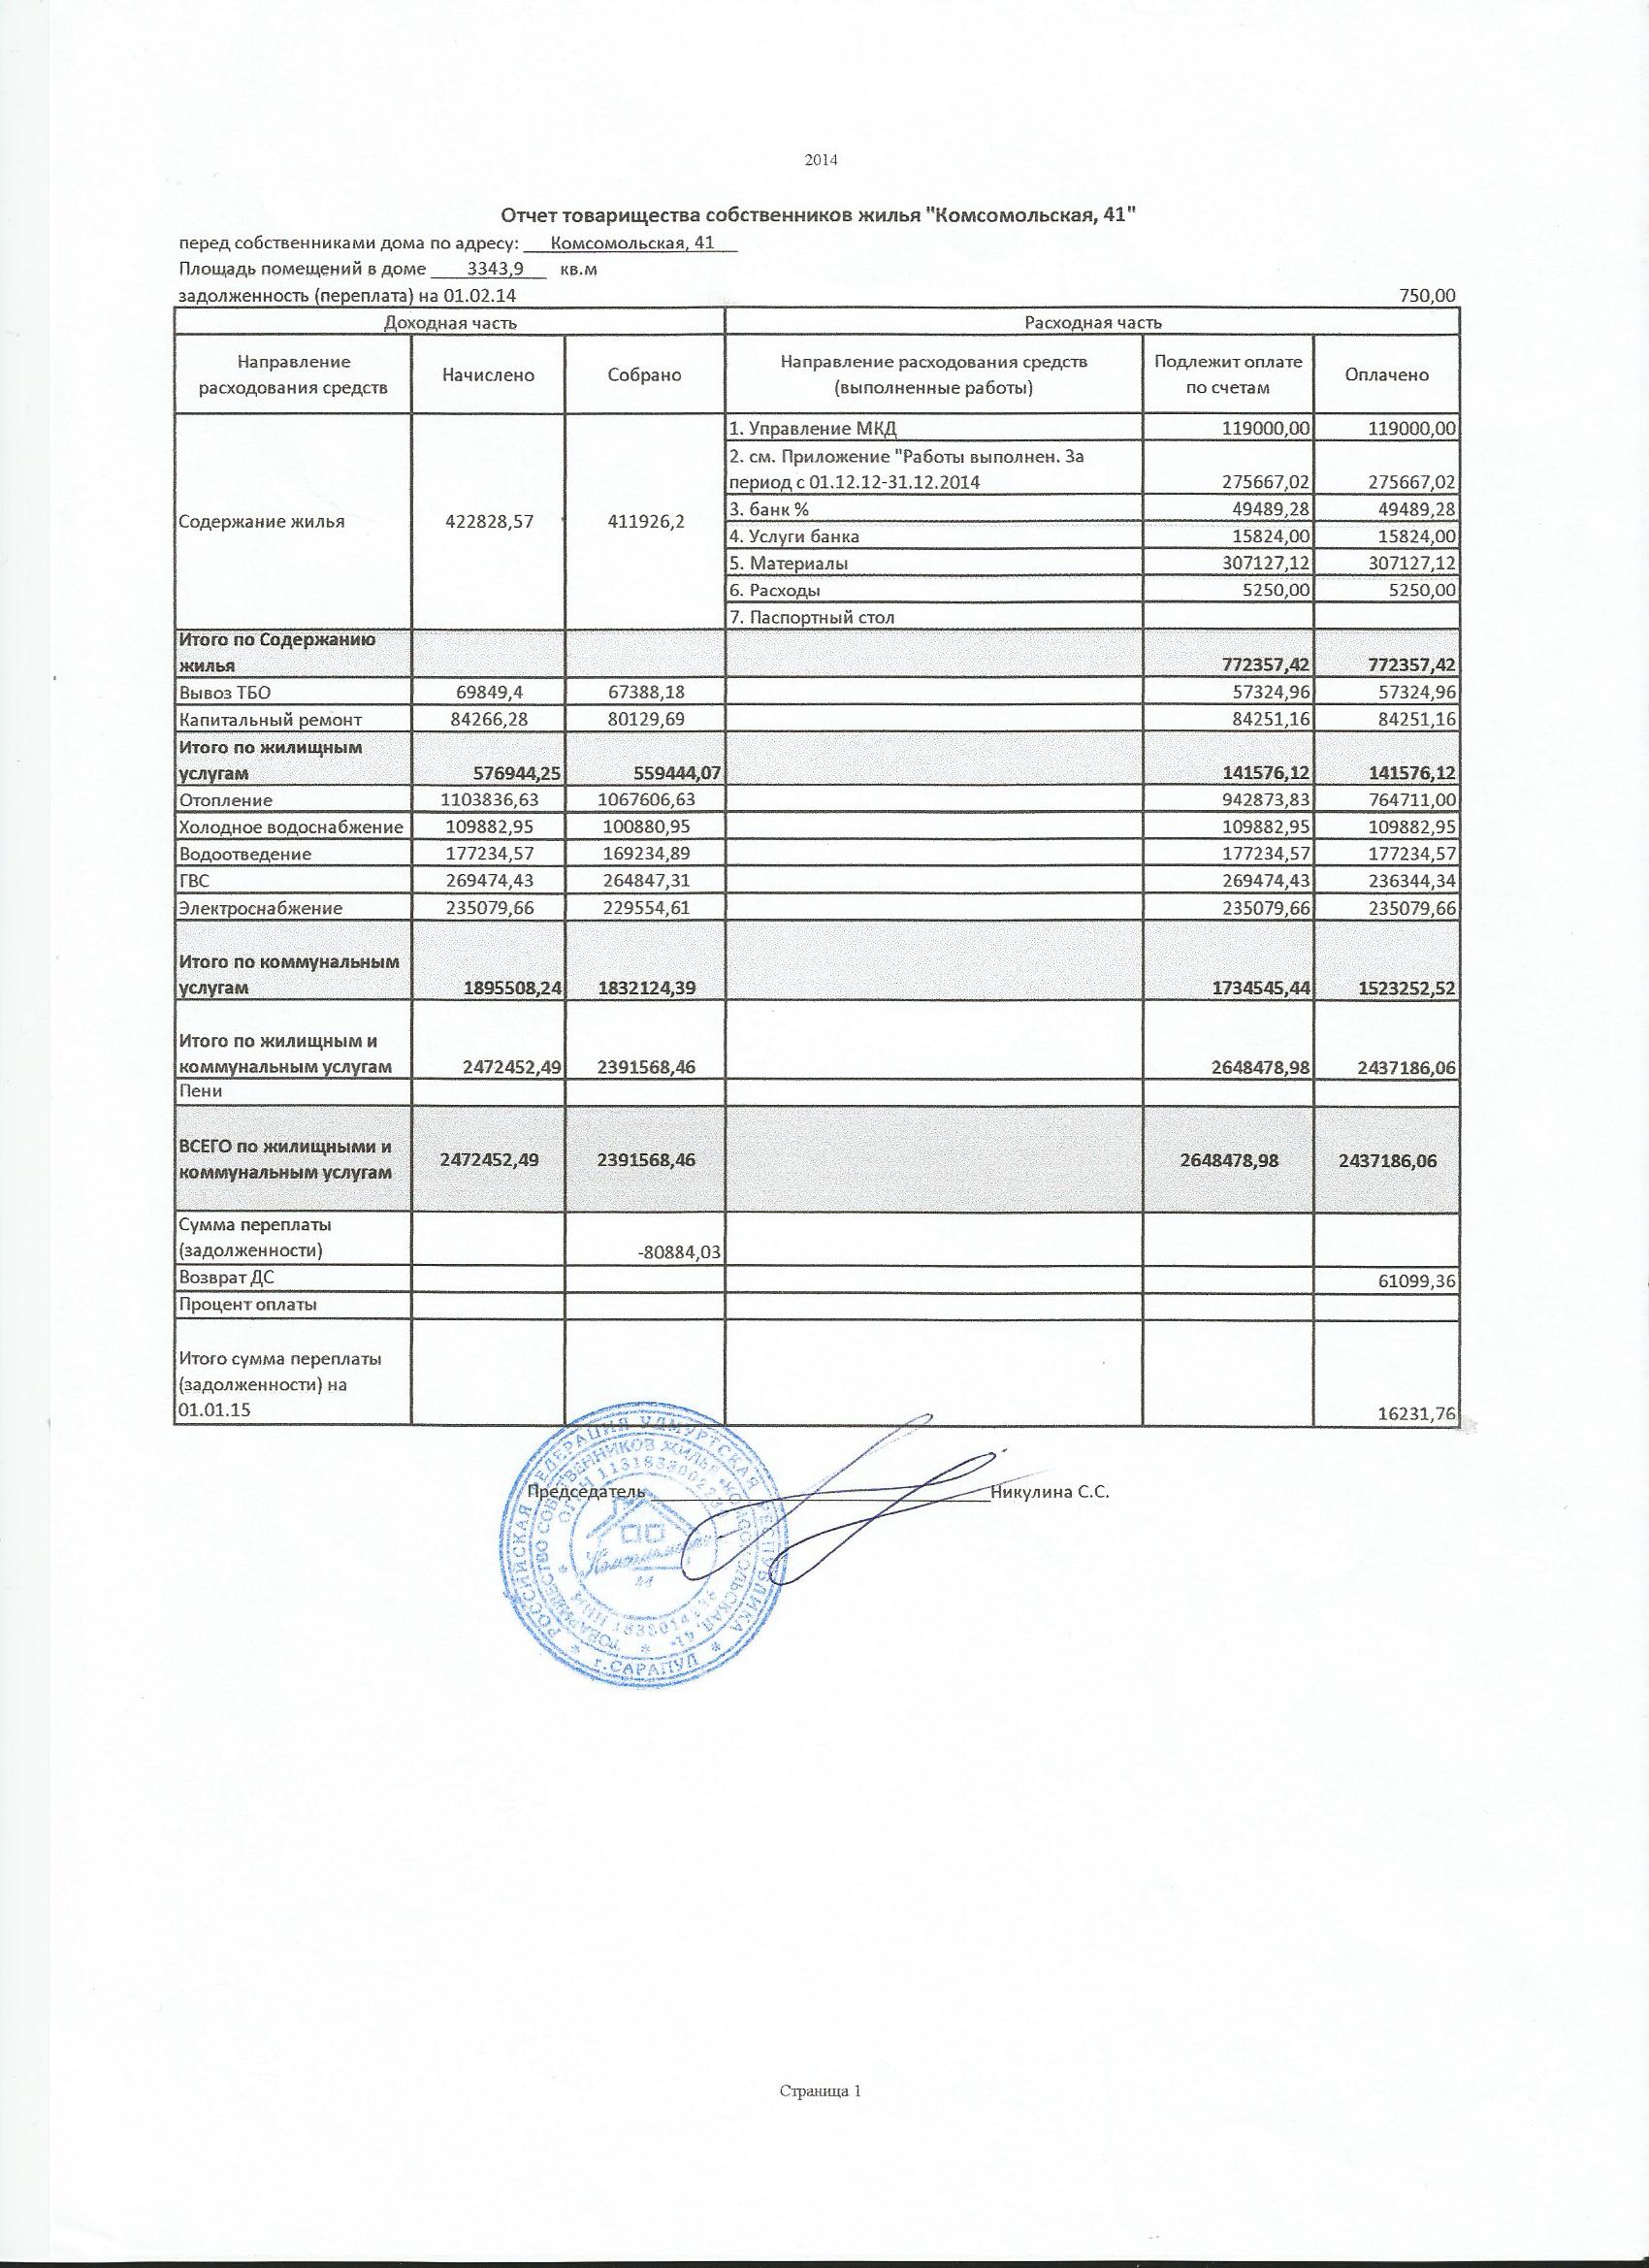 2014
Отчет товарищества собственников жилья "Комсомольская, 41"
перед собственниками дома по адресу: Комсомольская, 41
Площадь помещений в доме 3343,9 кв.м
задолженность (переплата) на 01.02.14 750,00
Доходная часть Расходная часть
Направление расходования средств Начислено Собрано Направление расходования средств (выполненные работы) Подлежит оплате по счетам Оплачено
Содержание жилья 422828,57 411926,2
1. Управление МКД 119000,00 119000,00
2. см. Приложение "Работы выполнен. За
период с 01.12.12-31.12.2014 275667,02 275667,02
3. банк % 49489,28 49489,28
4. Услуги банка 15824,00 15824,00
5. Материалы 307127,12 307127,12
6. Расходы 5250,00 5250,00
7. Паспортный стол
Итого по Содержанию
жилья 772357,42 772357,42
Вывоз ТБО 69849,4 67388,18 57324,96 57324,96
Капитальный ремонт 84266,28 80129,69 84251,16 84251,16
Итого по жилищным
услугам 576944,25 559444,07 141576,12 141576,12
Отопление 1103836,63 1067606,63 942873,83 764711,00
Холодное водоснабжение 109882,95 100880,95 109882,95 109882,95
Водоотведение 177234,57 169234,89 177234,57 177234,57
ГВС 269474,43 264847,31 269474,43 236344,34
Электроснабжение 235079,66 229554,61 235079,66 235079,66
Итого по коммунальным
услугам 1895508,24 1832124,39 1734545,44 1523252,52
Итого по жилищным и
коммунальным услугам 2472452,49 2391568,46 2648478,98 2437186,06
Пени
ВСЕГО по жилищными и
коммунальным услугам 2472452,49 2391568,46 2648478,98 2437186,06
Сумма переплаты
(задолженности) -80884,03
Возврат ДС 61099,36
Процент оплаты
Итого сумма переплаты
(задолженности) на
01.01.15 16231,76
Председатель Никулина С.С.
РОССИЙСКАЯ ФЕДЕРАЦИЯ УДМУРТСКАЯ РЕСПУБЛИКА
г.САРАПУЛ
ТОВАРИЩЕСТВО СОБСТВЕННИКОВ ЖИЛЬЯ "КОМСОМОЛЬСКАЯ, 41"
ОГРН
ИНН
41
Страница 1